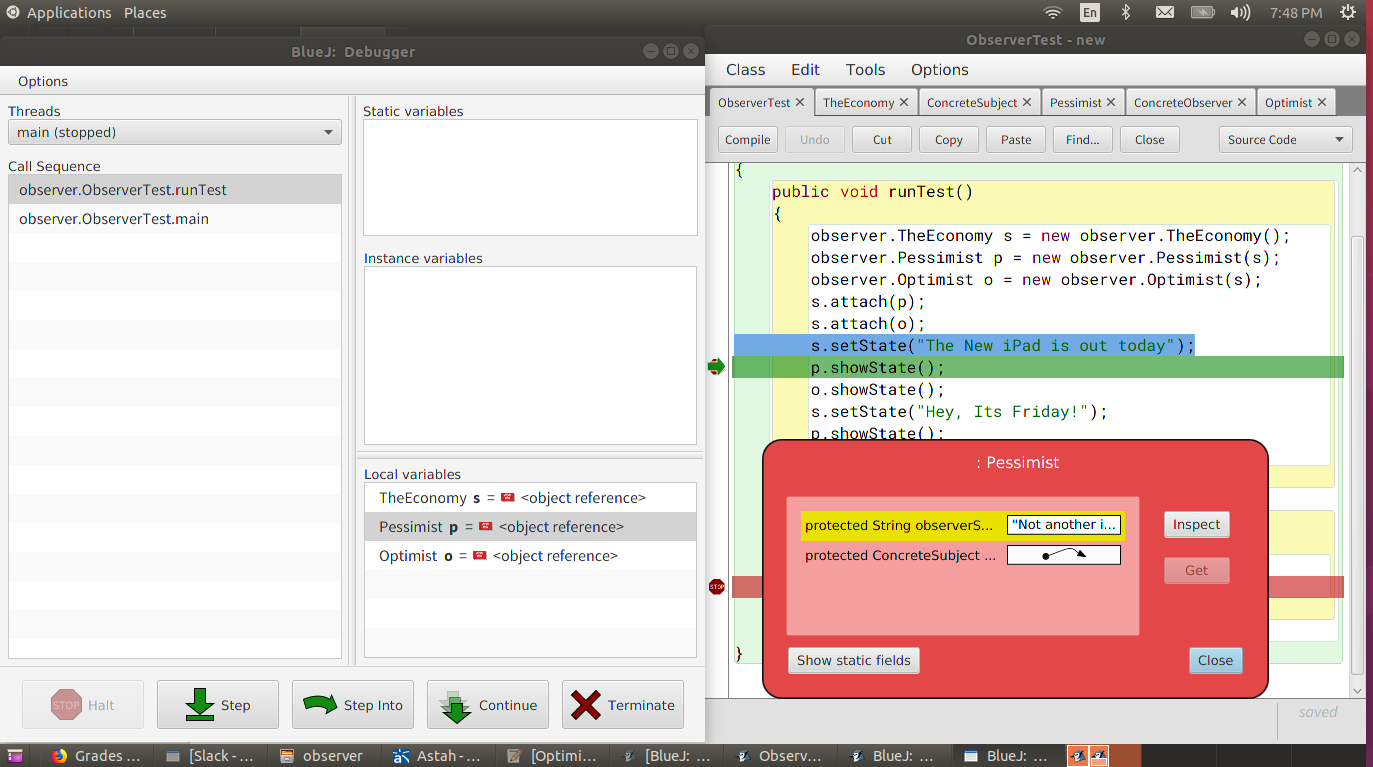 Applications Places
En
7:48 PM
BlueJ: Debugger
Options
Threads
main (stopped)
Call Sequence
observer.ObserverTest.runTest
observer.ObserverTest.main
Static variables
Instance variables
Local variables
TheEconomy s = <object reference>
Pessimist p = <object reference>
Optimist o = <object reference>
STOP Halt
Step
Step Into
Continue
Terminate
ObserverTest - new
Class Edit Tools Options
ObserverTest TheEconomy ConcreteSubject Pessimist ConcreteObserver Optimist
Compile Undo Cut Copy Paste Find... Close Source Code
{
public void runTest()
{
observer.TheEconomy s = new observer.TheEconomy();
observer.Pessimist p = new observer.Pessimist(s);
observer.Optimist o = new observer.Optimist(s);
s.attach(p);
s.attach(o);
s.setState("The New iPad is out today");
p.showState();
o.showState();
s.setState("Hey, Its Friday!");
p.showState();
: Pessimist
protected String observerS... "Not another i...
protected ConcreteSubject ...
Inspect
Get
Show static fields
Close
STOP
}
saved
Grades ... [Slack - ... observer Astah - ... [Optimi... [BlueJ: ... Observ... BlueJ: ... BlueJ: ...